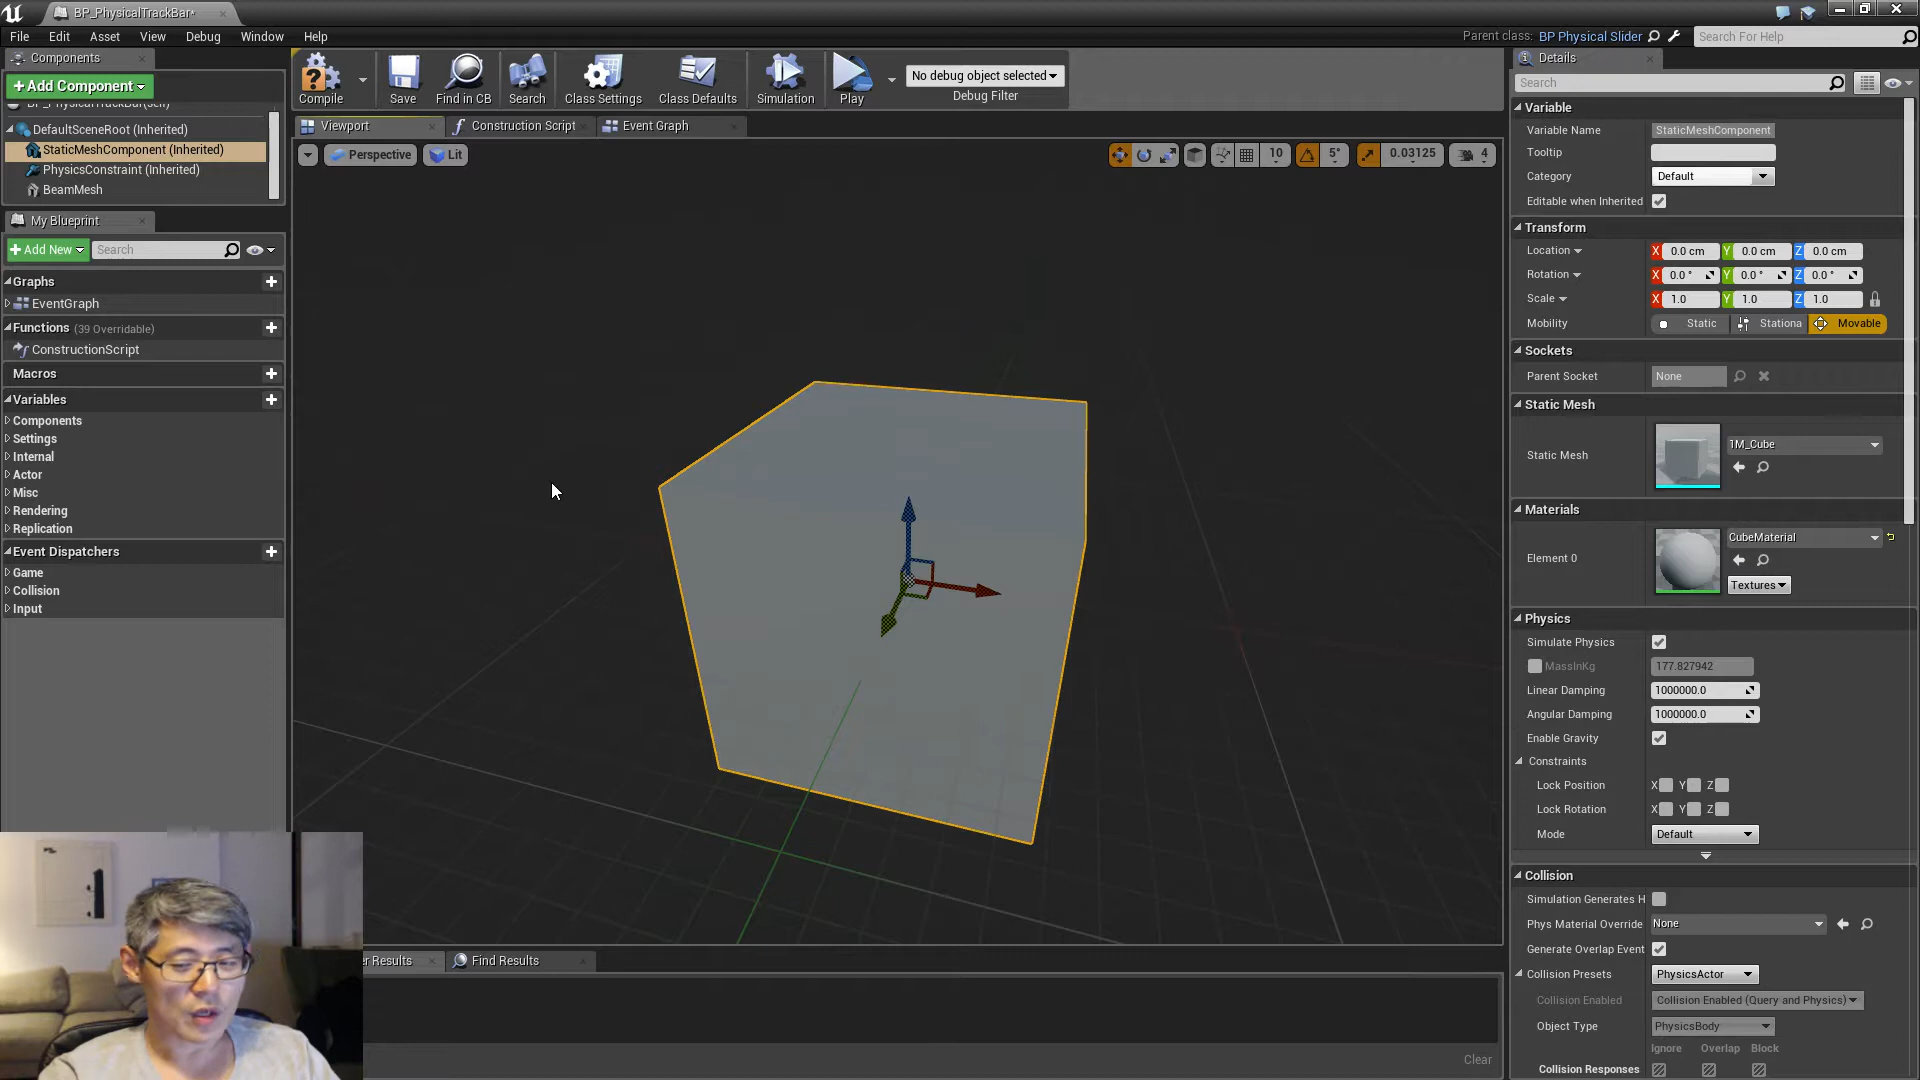 BP_PhysicalTrackBar*
File Edit Asset View Debug Window Help
Parent class: BP Physical Slider
Search For Help
Components
+ Add Component
BP_PhysicalTrackBar(self)
DefaultSceneRoot (Inherited)
StaticMeshComponent (Inherited)
PhysicsConstraint (Inherited)
BeamMesh
My Blueprint
+ Add New
Search
Graphs
EventGraph
Functions (39 Overridable)
ConstructionScript
Macros
Variables
Components
Settings
Internal
Actor
Misc
Rendering
Replication
Event Dispatchers
Game
Collision
Input
Compile Save Find in CB Search Class Settings Class Defaults Simulation Play
No debug object selected
Debug Filter
Viewport Construction Script Event Graph
Perspective Lit
10 5° 0.03125 4
er Results Find Results
Clear
Details
Search
Variable
Variable Name StaticMeshComponent
Tooltip
Category Default
Editable when Inherited
Transform
Location X 0.0 cm Y 0.0 cm Z 0.0 cm
Rotation X 0.0 ° Y 0.0 ° Z 0.0 °
Scale X 1.0 Y 1.0 Z 1.0
Mobility Static Stationa Movable
Sockets
Parent Socket None
Static Mesh
Static Mesh 1M_Cube
Materials
Element 0 CubeMaterial
Textures
Physics
Simulate Physics
MassInKg 177.827942
Linear Damping 1000000.0
Angular Damping 1000000.0
Enable Gravity
Constraints
Lock Position X Y Z
Lock Rotation X Y Z
Mode Default
Collision
Simulation Generates H
Phys Material Override None
Generate Overlap Event
Collision Presets PhysicsActor
Collision Enabled Collision Enabled (Query and Physics)
Object Type PhysicsBody
Ignore Overlap Block
Collision Responses